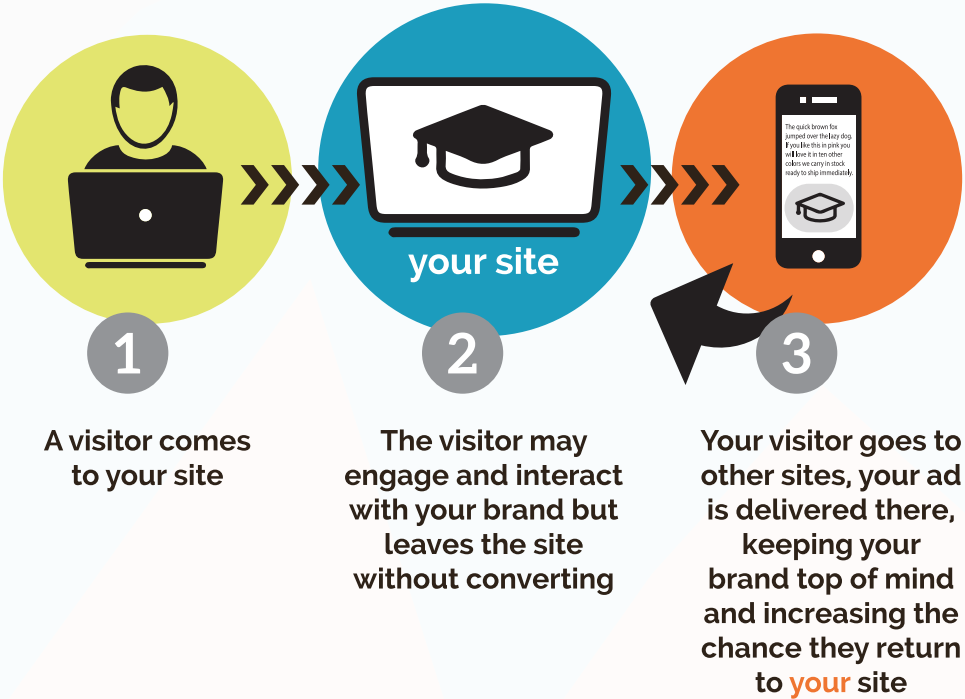 The quick brown fox
jumped over the lazy dog.
If you like this in pink you
will love it in ten other
colors we carry in stock
ready to ship immediately.
your site
1
A visitor comes
to your site
2
The visitor may
engage and interact
with your brand but
leaves the site
without converting
3
Your visitor goes to
other sites, your ad
is delivered there,
keeping your
brand top of mind
and increasing the
chance they return
to your site